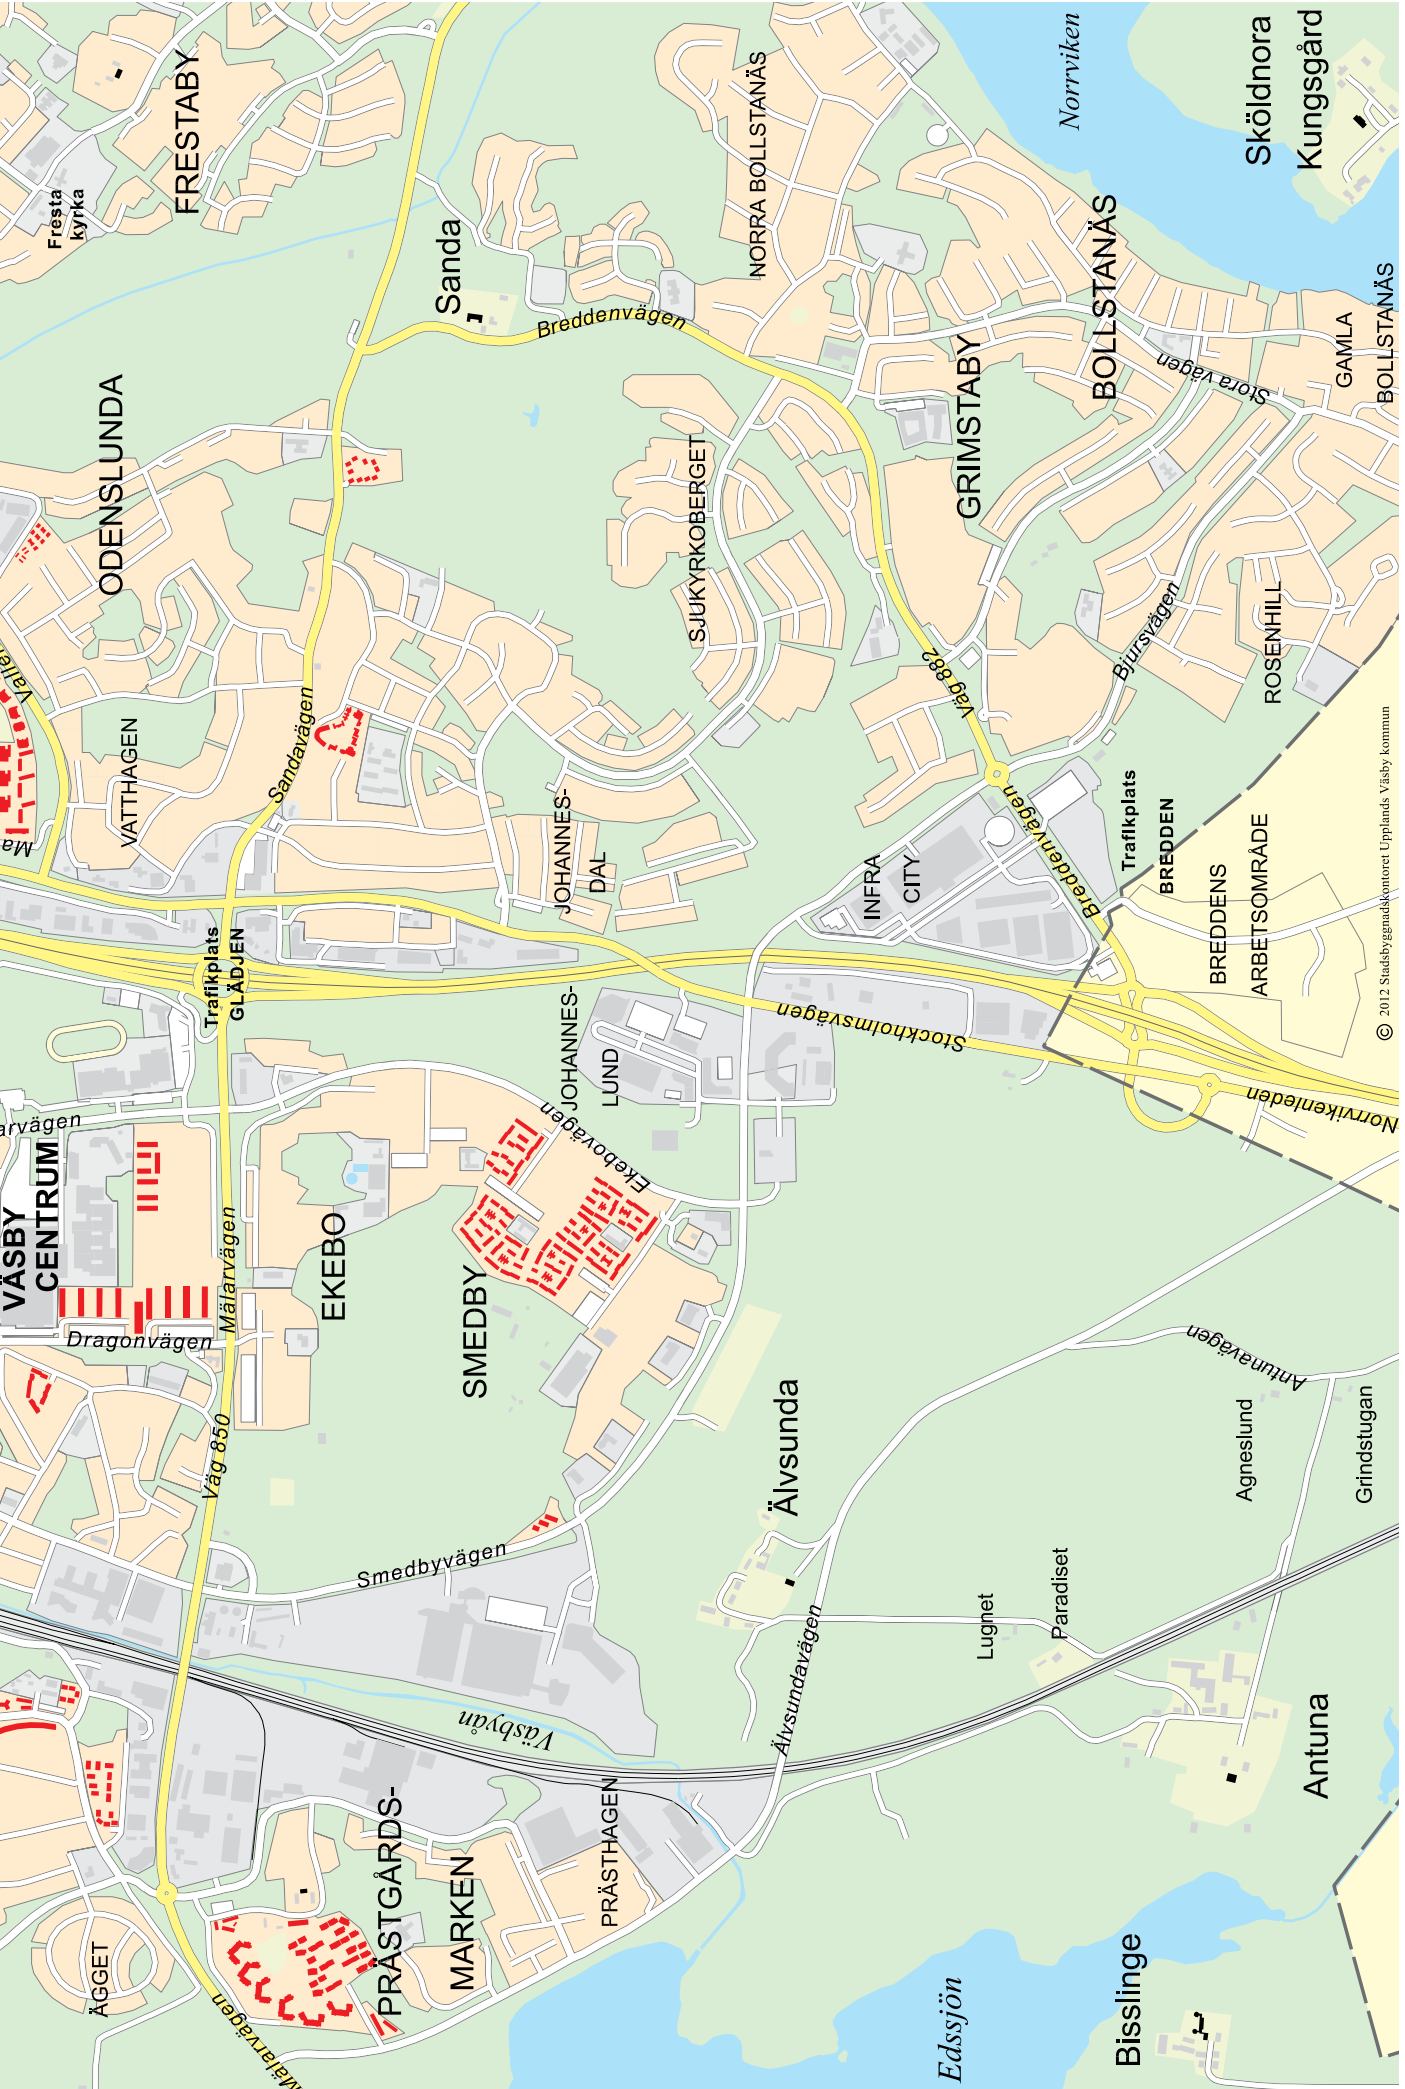 FRESTABY
Fresta
kyrka
Sanda
NORRA BOLLSTANÄS
Norrviken
Sköldnora
Kungsgård
BOLLSTANÄS
GAMLA
BOLLSTANÄS
Stora vägen
GRIMSTABY
Breddenvägen
ODENSLUNDA
SJUKYRKOBERGET
Väg 882
Bjursvägen
ROSENHILL
VATTHAGEN
Sandavägen
JOHANNES-
DAL
INFRA
CITY
Breddenvägen
Trafikplats
BREDDEN
BREDDENS
ARBETSOMRÅDE
© 2012 Stadsbyggnadskontoret Upplands Väsby kommun
Trafikplats
GLÄDJEN
JOHANNES-
LUND
Stockholmsvägen
Norrvikenleden
Ekebovägen
VÄSBY
CENTRUM
Mälarvägen
EKEBO
SMEDBY
Dragonvägen
Väg 850
Smedbyvägen
Älvsunda
Antunavägen
Agneslund
Grindstugan
Lugnet
Paradiset
Älvsundavägen
Väsbyån
Antuna
PRÄSTHAGEN
PRÄSTGÅRDS-
MARKEN
ÄGGET
Mälarvägen
Mälarvägen
Edssjön
Bisslinge